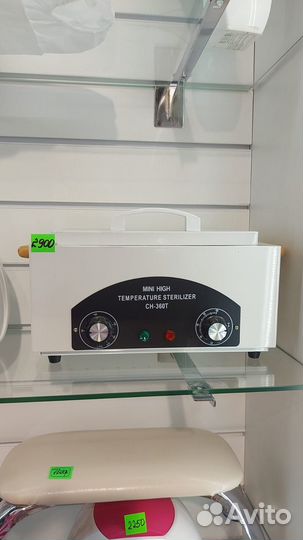 2900
MINI HIGH
TEMPERATURE STERILIZER
CH-360T
2250
Avito